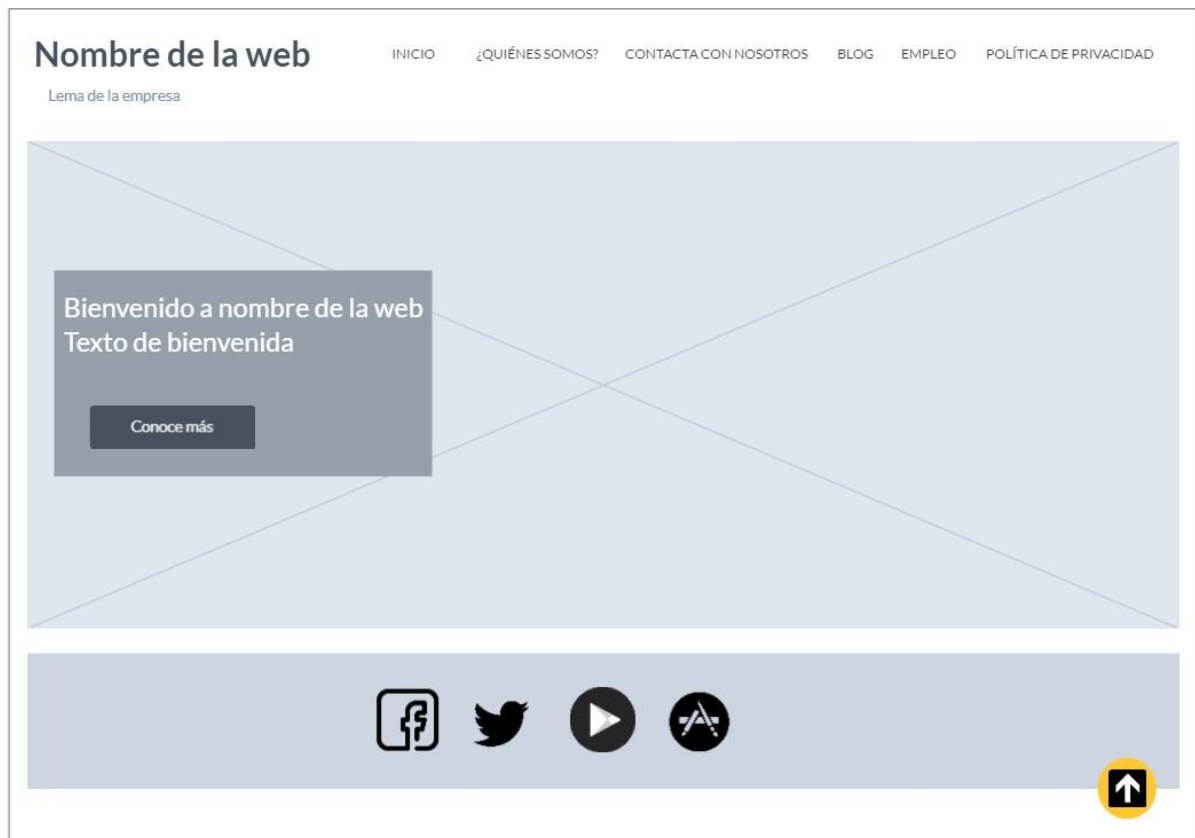 Nombre de la web
INICIO ¿QUIÉNES SOMOS? CONTACTA CON NOSOTROS BLOG EMPLEO POLÍTICA DE PRIVACIDAD
Lema de la empresa
Bienvenido a nombre de la web
Texto de bienvenida
Conoce más